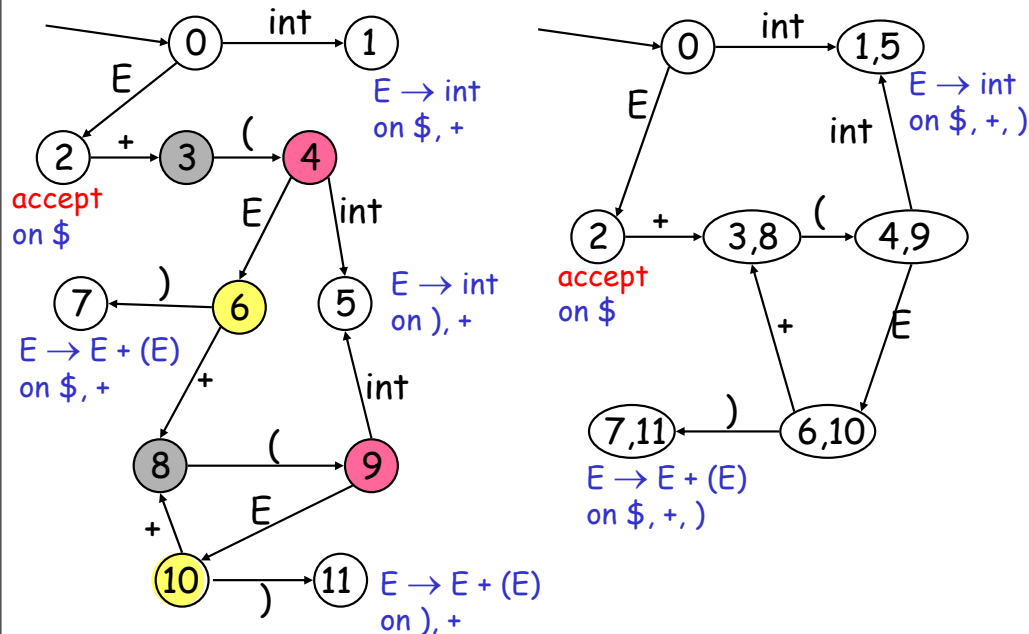 0
int
1
E
E → int
on $, +
2
+
3
(
4
accept
on $
E
int
7
)
6
5
E → int
on ), +
E → E + (E)
on $, +
+
int
8
(
9
+
E
10
)
11
E → E + (E)
on ), +
0
int
1,5
E
E → int
on $, +, )
int
2
+
3,8
(
4,9
accept
on $
+
E
7,11
)
6,10
E → E + (E)
on $, +, )